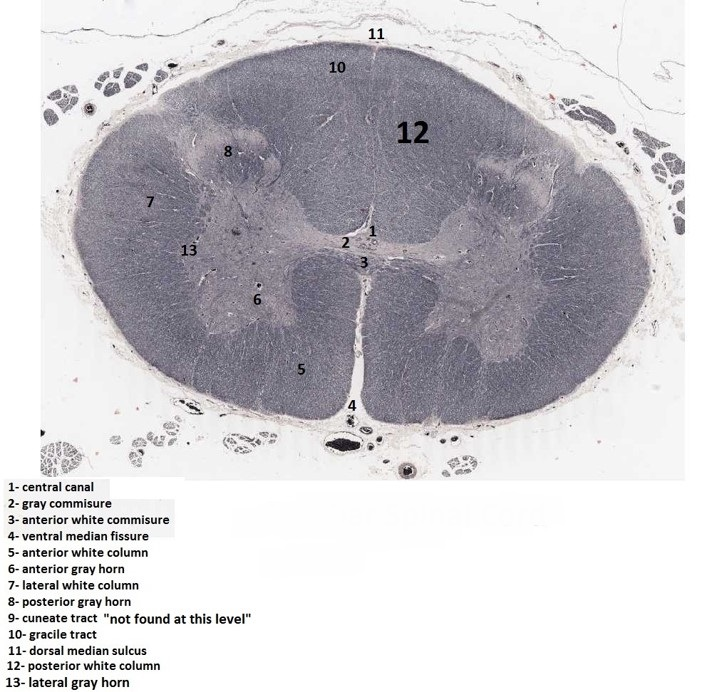 11
10
12
8
7
1
2
13
3
6
5
4
1- central canal
2- gray commisure
3- anterior white commisure
4- ventral median fissure
5- anterior white column
6- anterior gray horn
7- lateral white column
8- posterior gray horn
9- cuneate tract "not found at this level"
10- gracile tract
11- dorsal median sulcus
12- posterior white column
13- lateral gray horn